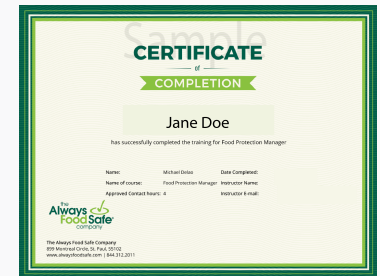 Sample
CERTIFICATE
of
COMPLETION
Jane Doe
has successfully completed the training for Food Protection Manager
Name: Michael Delao Date Completed:
Name of course: Food Protection Manager Instructor Name:
Approved Contact hours: 4 Instructor E-mail:
the
Always
Food Safe
company
The Always Food Safe Company
899 Montreal Circle, St. Paul, 55102
www.alwaysfoodsafe.com | 844.312.2011